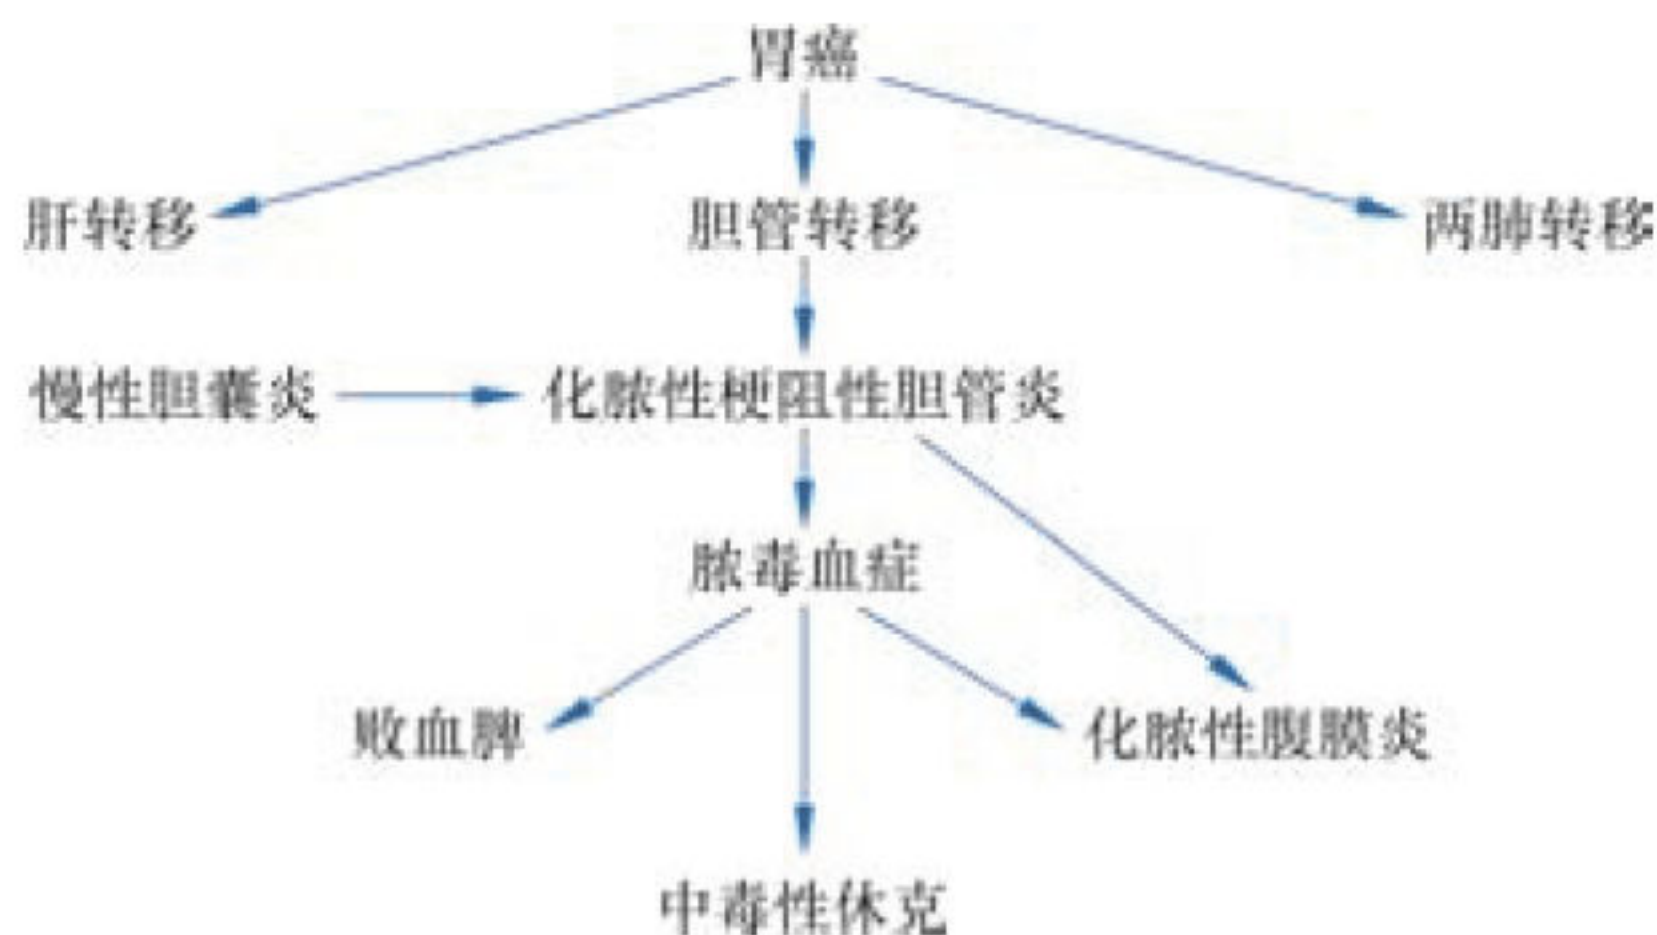 胃癌
肝转移 胆管转移 两肺转移
慢性胆囊炎 化脓性梗阻性胆管炎
脓毒血症
败血脾 化脓性腹膜炎
中毒性休克